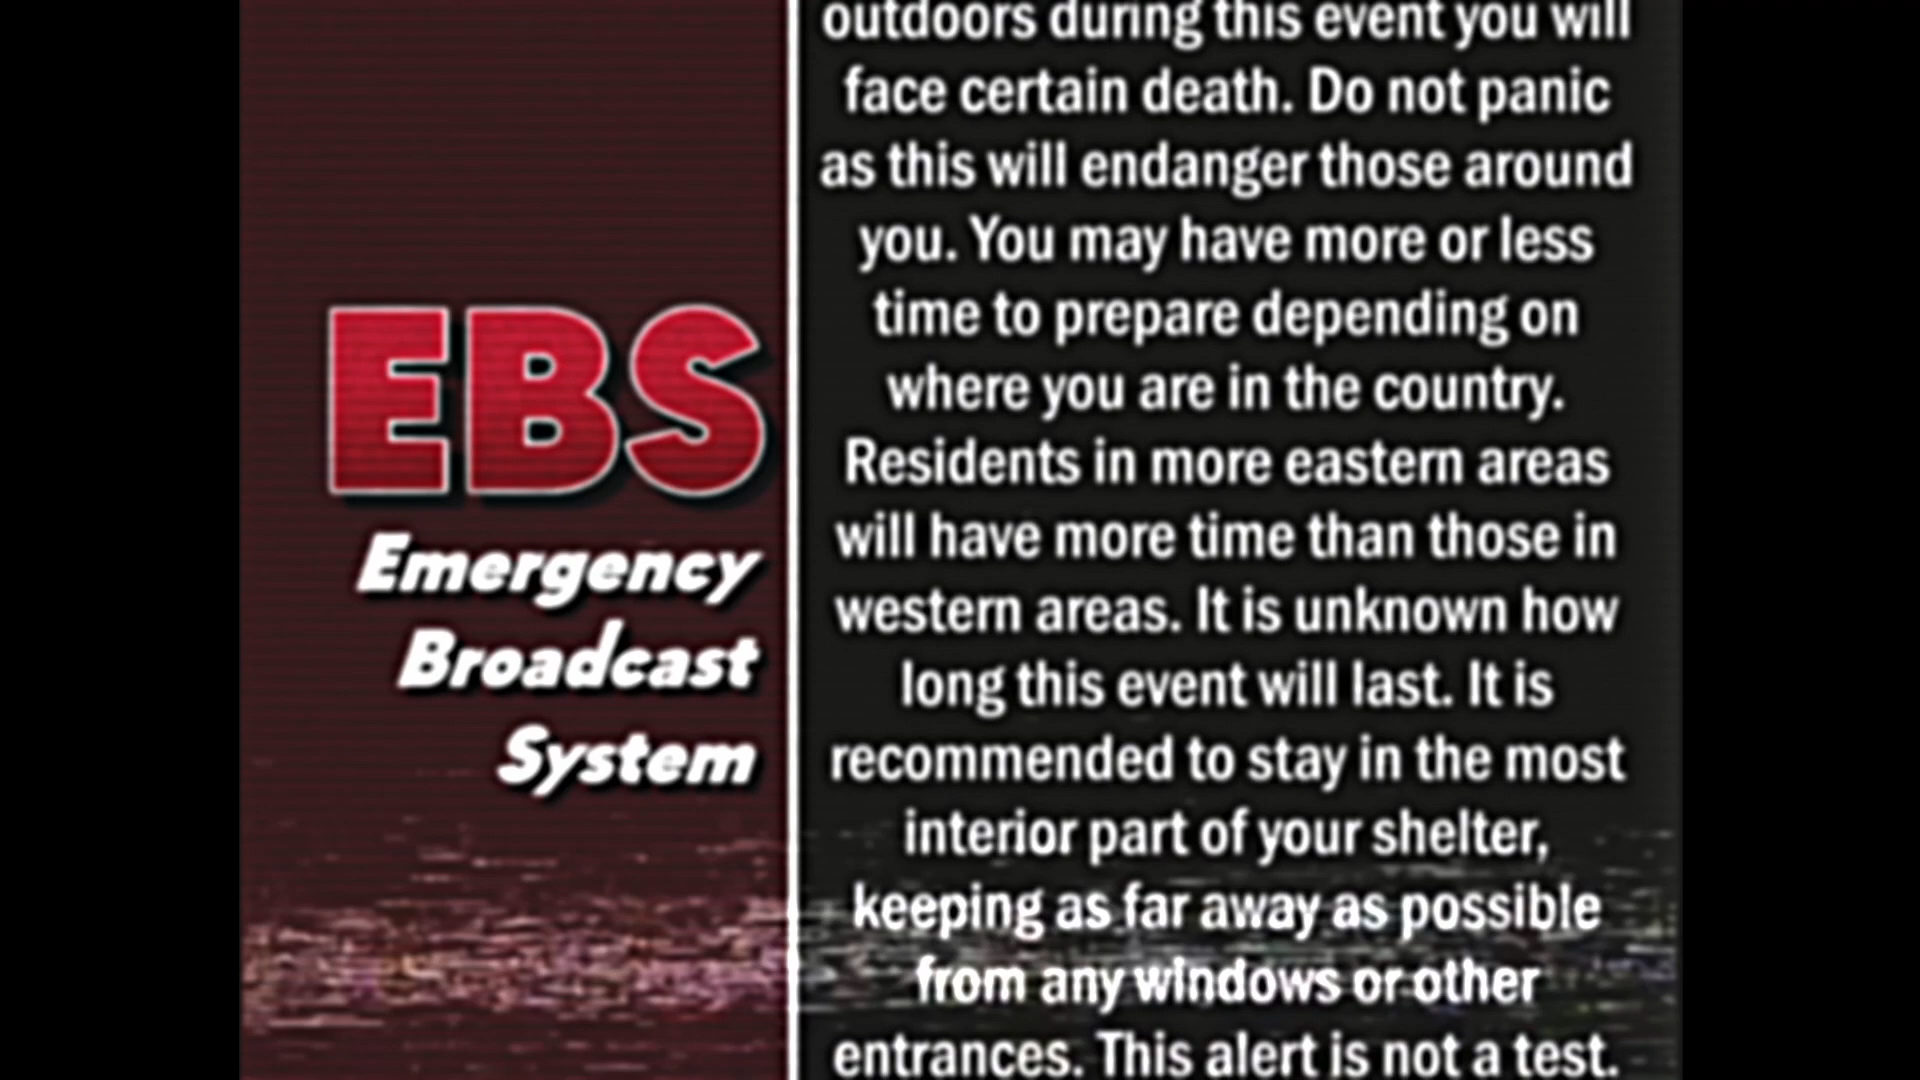 EBS
Emergency
Broadcast
System
outdoors during this event you will
face certain death. Do not panic
as this will endanger those around
you. You may have more or less
time to prepare depending on
where you are in the country.
Residents in more eastern areas
will have more time than those in
western areas. It is unknown how
long this event will last. It is
recommended to stay in the most
interior part of your shelter,
keeping as far away as possible
from any windows or other
entrances. This alert is not a test.